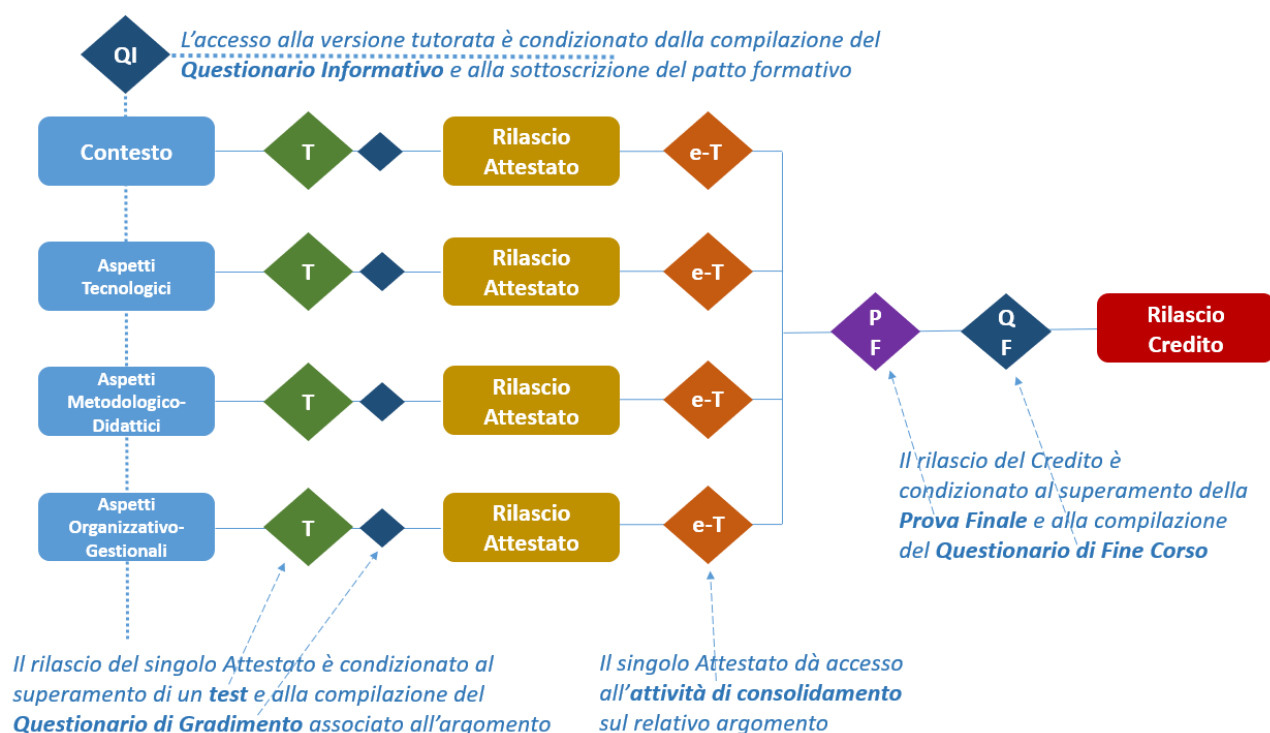 QI
L'accesso alla versione tutorata è condizionato dalla compilazione del
Questionario Informativo e alla sottoscrizione del patto formativo
Contesto
T
Rilascio
Attestato
e-T
Aspetti
Tecnologici
T
Rilascio
Attestato
e-T
P
F
Q
F
Rilascio
Credito
Aspetti
Metodologico-
Didattici
T
Rilascio
Attestato
e-T
Aspetti
Organizzativo-
Gestionali
T
Rilascio
Attestato
e-T
Il rilascio del Credito è
condizionato al superamento della
Prova Finale e alla compilazione
del Questionario di Fine Corso
Il rilascio del singolo Attestato è condizionato al
superamento di un test e alla compilazione del
Questionario di Gradimento associato all'argomento
Il singolo Attestato dà accesso
all'attività di consolidamento
sul relativo argomento